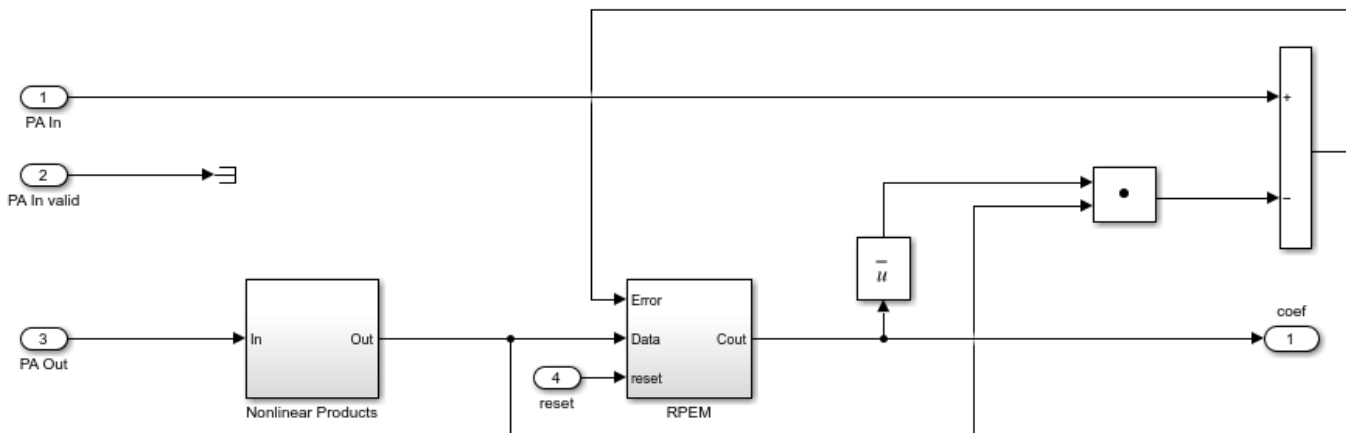 1
PA In
+
2
PA In valid
−
u
Error
3
PA Out
In
Out
Nonlinear Products
Data
Cout
4
reset
reset
RPEM
coef
1